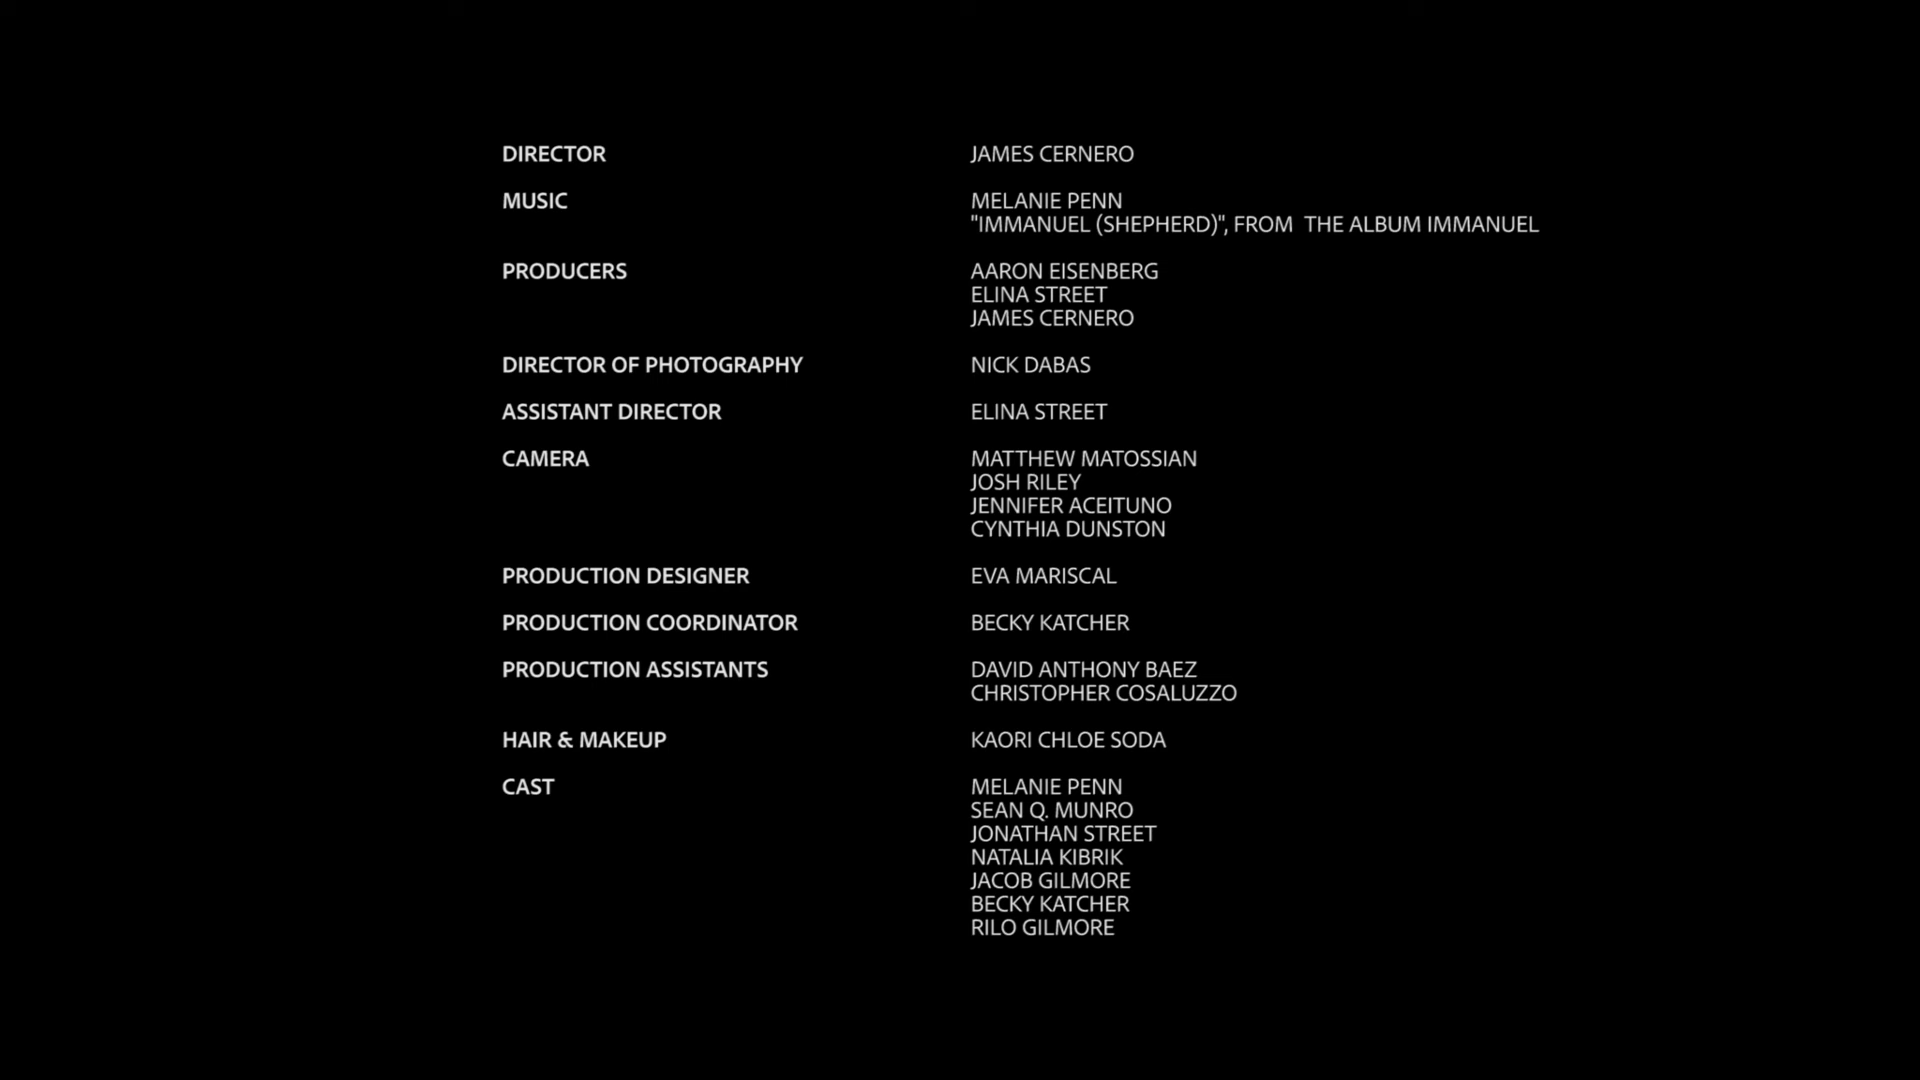 DIRECTOR JAMES CERNERO
MUSIC MELANIE PENN
"IMMANUEL (SHEPHERD)", FROM THE ALBUM IMMANUEL
PRODUCERS AARON EISENBERG
ELINA STREET
JAMES CERNERO
DIRECTOR OF PHOTOGRAPHY NICK DABAS
ASSISTANT DIRECTOR ELINA STREET
CAMERA MATTHEW MATOSSIAN
JOSH RILEY
JENNIFER ACEITUNO
CYNTHIA DUNSTON
PRODUCTION DESIGNER EVA MARISCAL
PRODUCTION COORDINATOR BECKY KATCHER
PRODUCTION ASSISTANTS DAVID ANTHONY BAEZ
CHRISTOPHER COSALUZZO
HAIR & MAKEUP KAORI CHLOE SODA
CAST MELANIE PENN
SEAN Q. MUNRO
JONATHAN STREET
NATALIA KIBRIK
JACOB GILMORE
BECKY KATCHER
RILO GILMORE